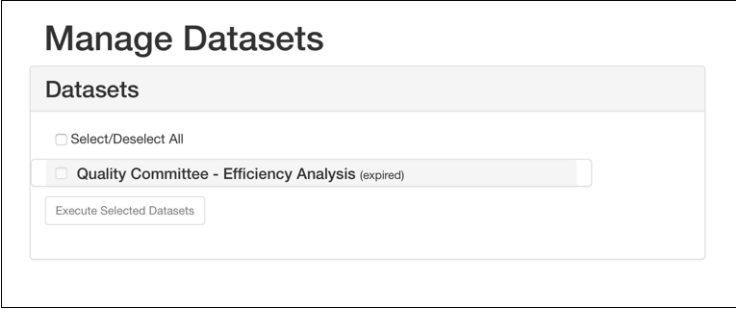 Manage Datasets
Datasets
Select/Deselect All
Quality Committee - Efficiency Analysis (expired)
Execute Selected Datasets